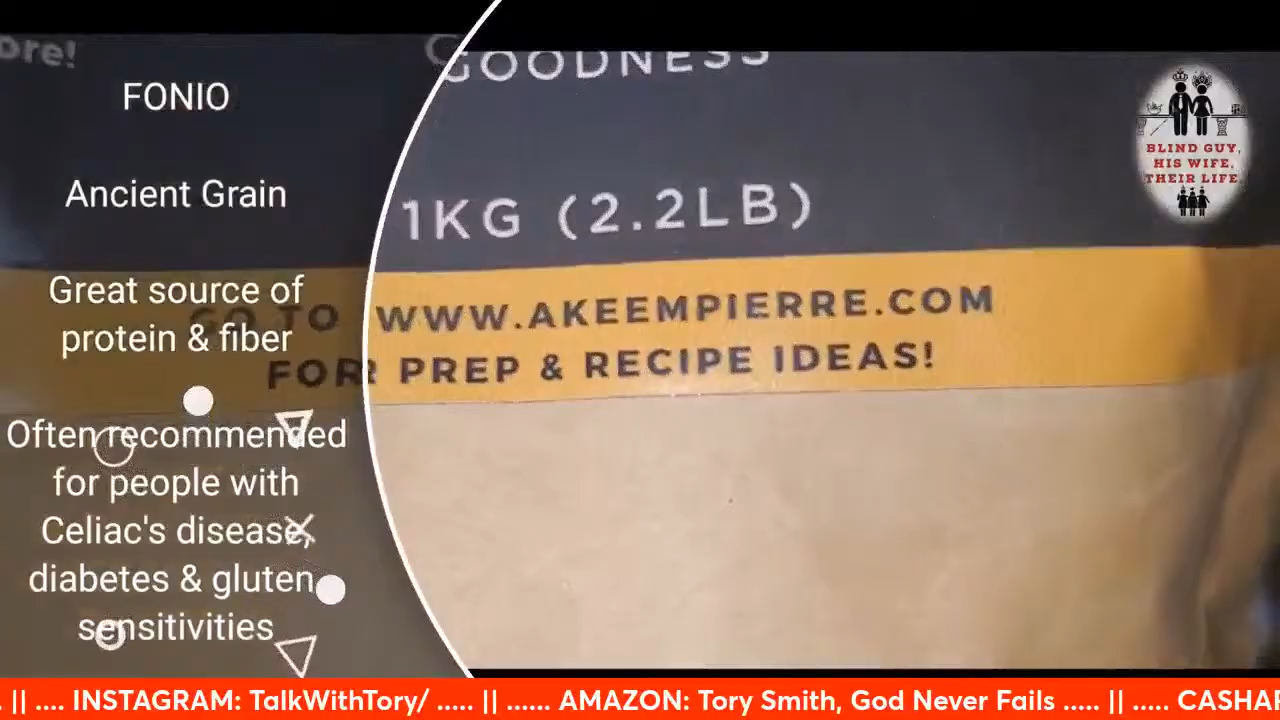 ore!
GOODNESS
FONIO
Ancient Grain
Great source of
protein & fiber
Often recommended
for people with
Celiac's disease,
diabetes & gluten
sensitivities
1KG (2.2LB)
GO TO WWW.AKEEMPIERRE.COM
FOR PREP & RECIPE IDEAS!
BLIND GUY,
HIS WIFE,
THEIR LIFE.
. || .... INSTAGRAM: TalkWithTory/ ..... || ...... AMAZON: Tory Smith, God Never Fails ..... || ..... CASHAP